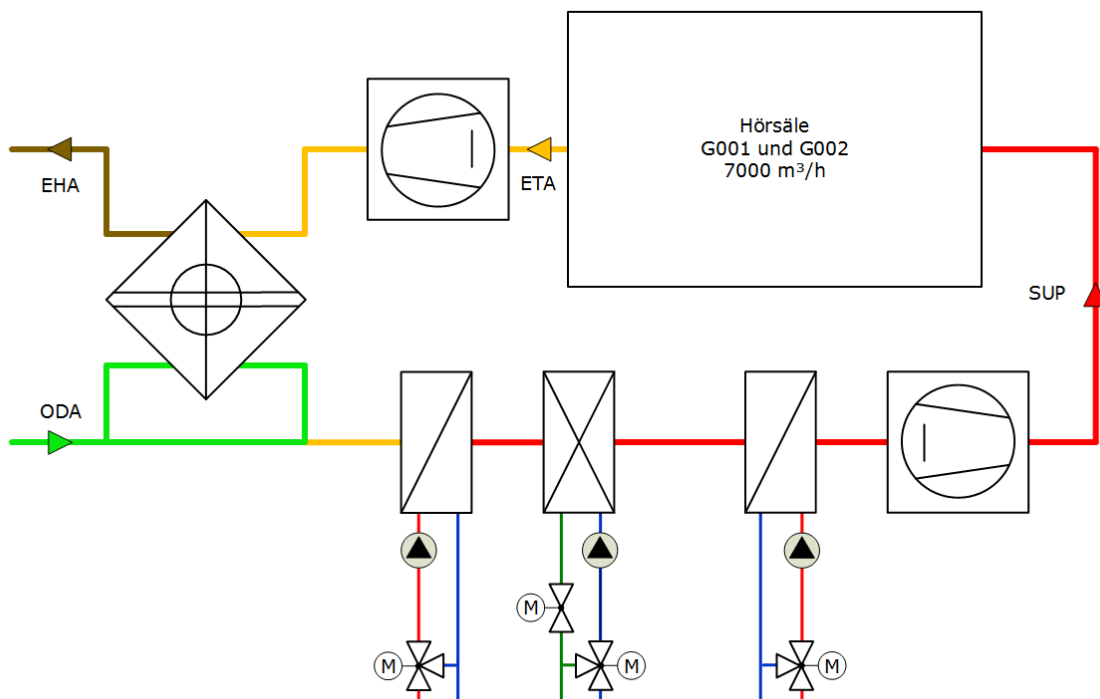 Hörsäle
G001 und G002
7000 m³/h
EHA
ETA
SUP
ODA
M
M
M
M